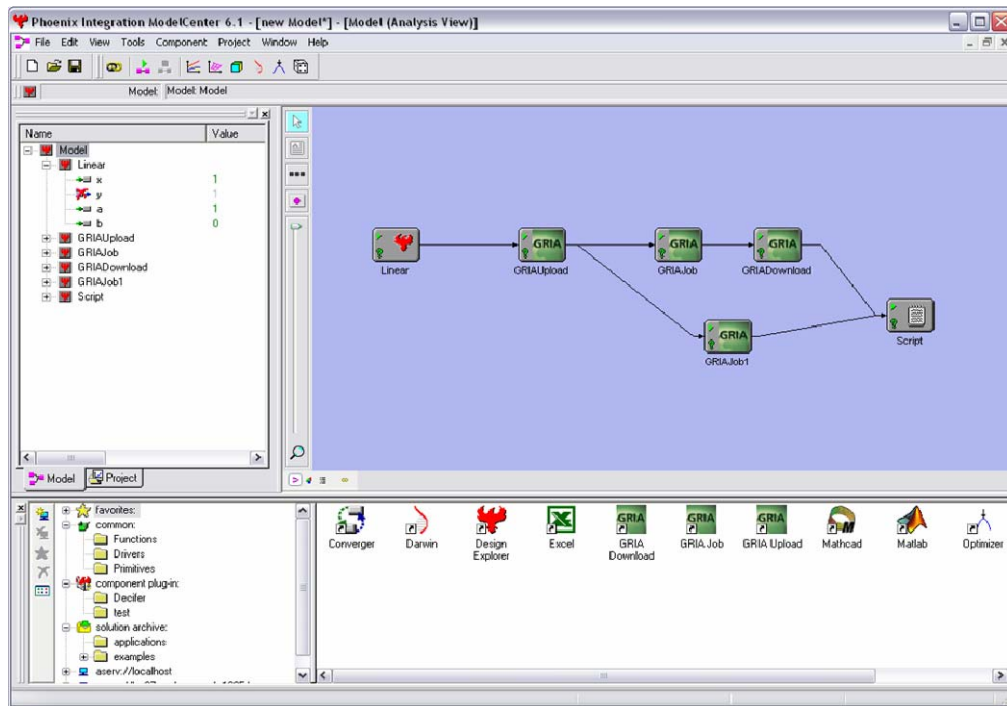 Phoenix Integration ModelCenter 6.1 - [new Model*] - [Model (Analysis View)]
File Edit View Tools Component Project Window Help
Model: Model: Model
Name Value
Model
Linear
x 1
y 1
a 1
b 0
GRIAUpload
GRIAJob
GRIADownload
GRIAJob1
Script
Linear
GRIA
GRIAUpload
GRIA
GRIAJob
GRIA
GRIADownload
GRIA
GRIAJob1
Script
Model Project
favorites:
common:
Functions
Drivers
Primitives
component plug-in:
Decifer
test
solution archive:
applications
examples
aserv://localhost
Converger
Darwin
Design
Explorer
Excel
GRIA
GRIA
Download
GRIA
GRIA Job
GRIA
GRIA Upload
Mathcad
Matlab
Optimizer